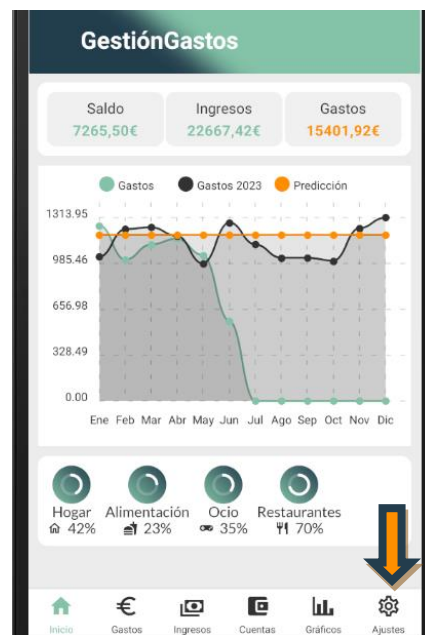 GestiónGastos
Saldo Ingresos Gastos
7265,50€ 22667,42€ 15401,92€
Gastos Gastos 2023 Predicción
1313.95
985.46
656.98
328.49
0.00
Ene Feb Mar Abr May Jun Jul Ago Sep Oct Nov Dic
Hogar Alimentación Ocio Restaurantes
42% 23% 35% 70%
Inicio Gastos Ingresos Cuentas Gráficos Ajustes